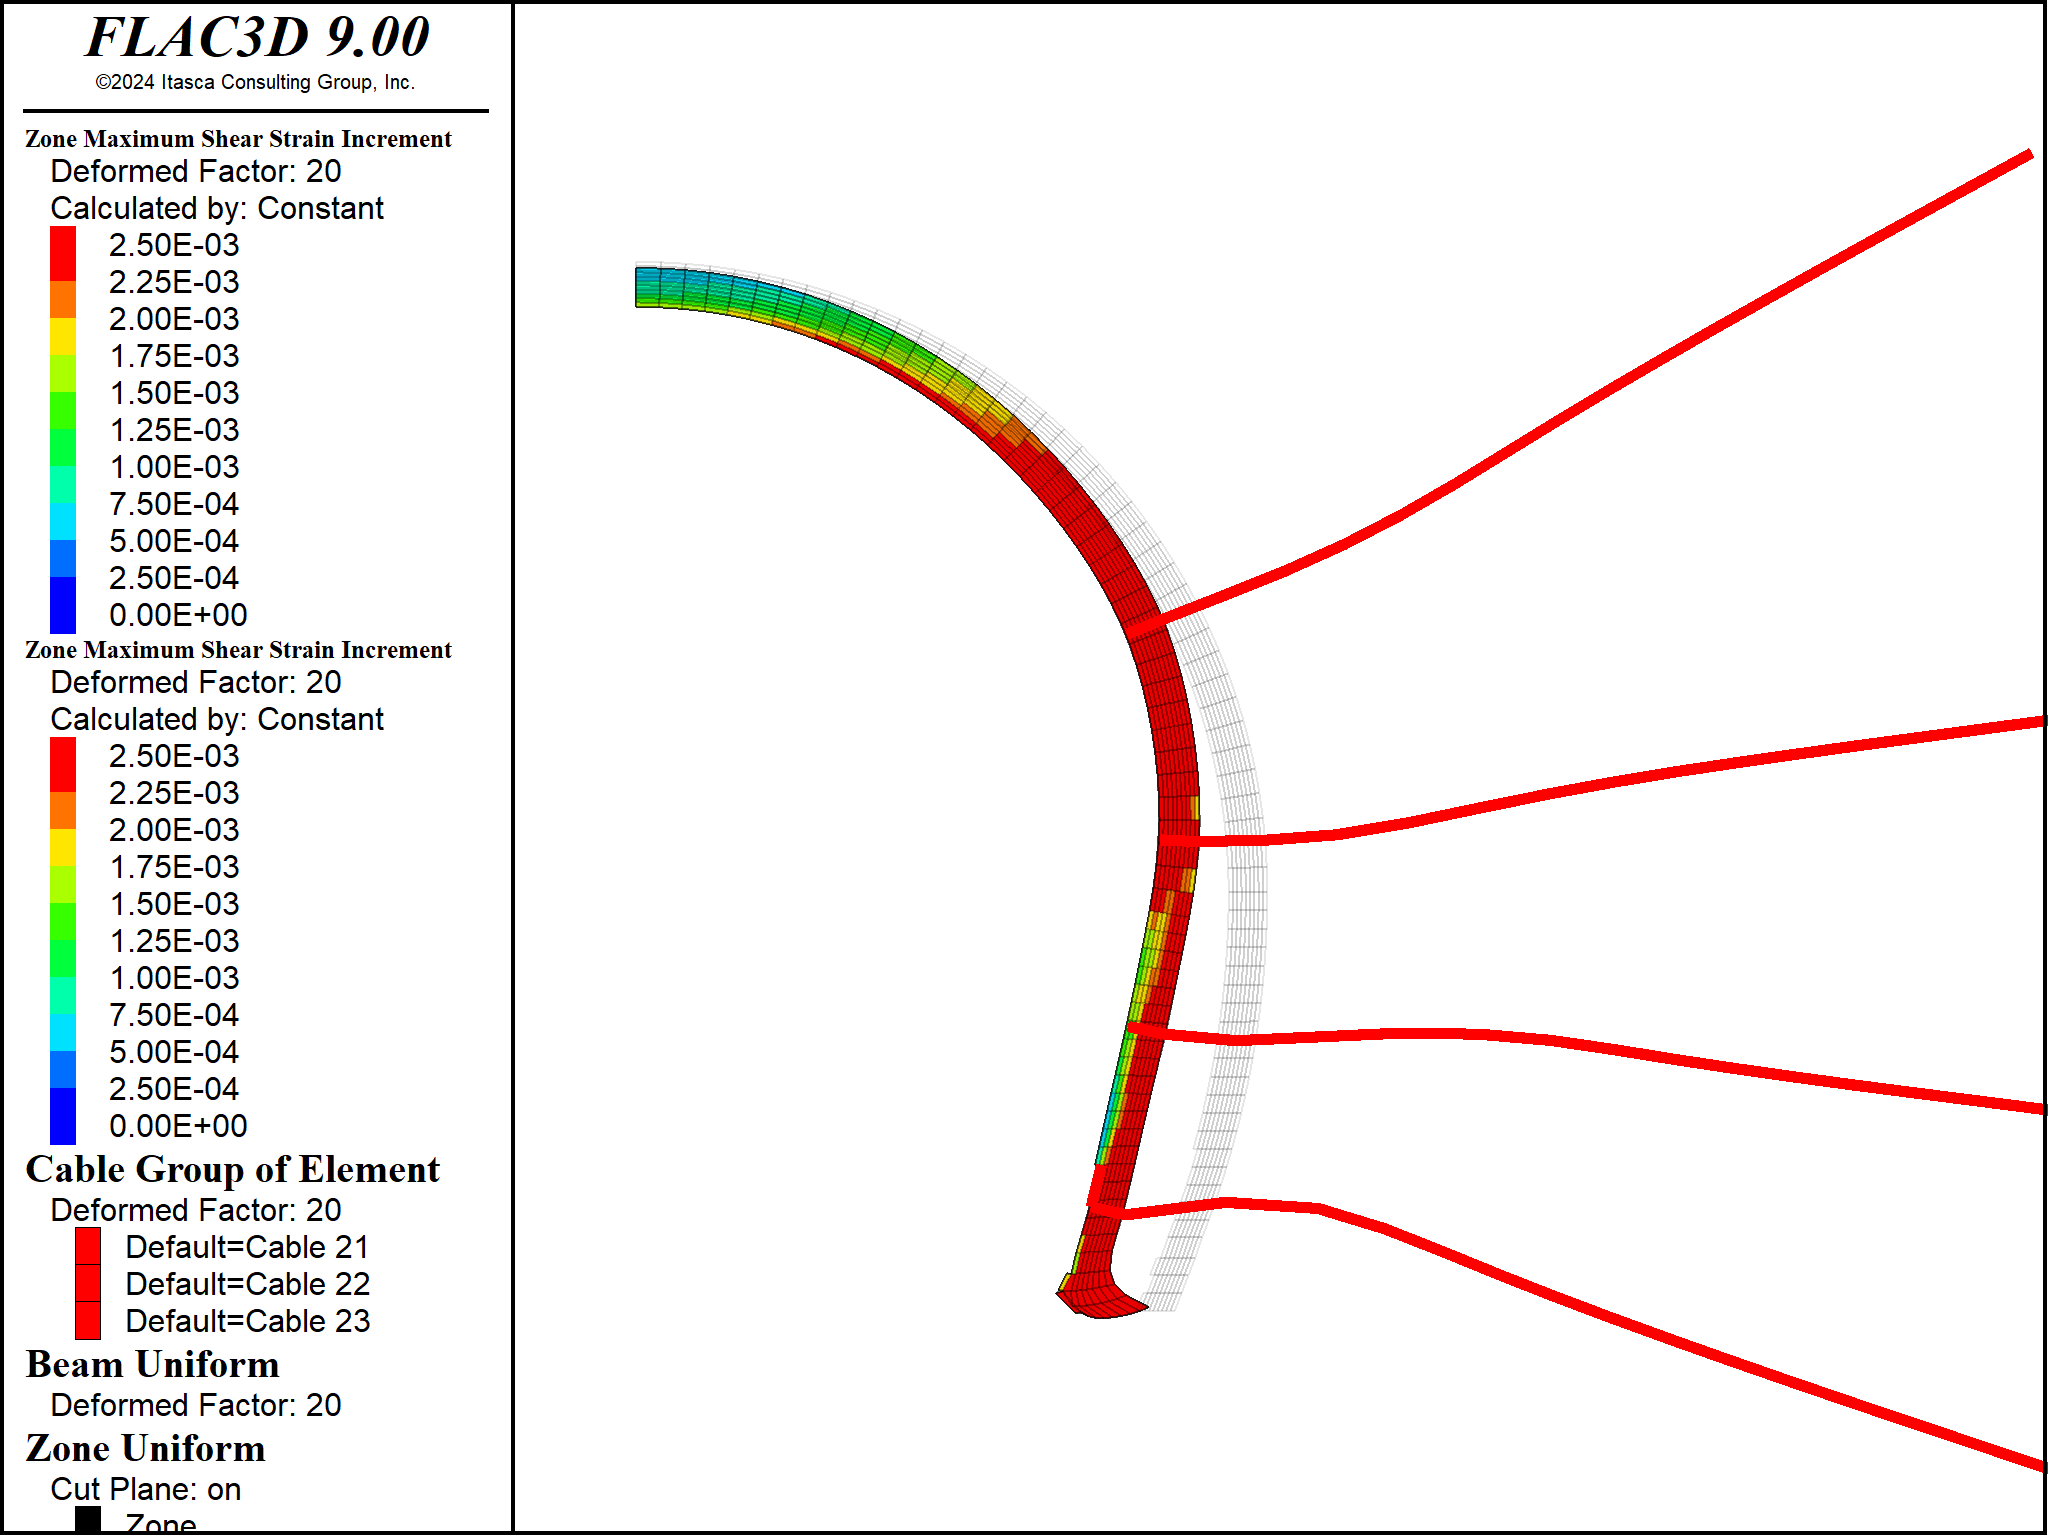 FLAC3D 9.00
©2024 Itasca Consulting Group, Inc.
Zone Maximum Shear Strain Increment
Deformed Factor: 20
Calculated by: Constant
2.50E-03
2.25E-03
2.00E-03
1.75E-03
1.50E-03
1.25E-03
1.00E-03
7.50E-04
5.00E-04
2.50E-04
0.00E+00
Zone Maximum Shear Strain Increment
Deformed Factor: 20
Calculated by: Constant
2.50E-03
2.25E-03
2.00E-03
1.75E-03
1.50E-03
1.25E-03
1.00E-03
7.50E-04
5.00E-04
2.50E-04
0.00E+00
Cable Group of Element
Deformed Factor: 20
Default=Cable 21
Default=Cable 22
Default=Cable 23
Beam Uniform
Deformed Factor: 20
Zone Uniform
Cut Plane: on
Zone